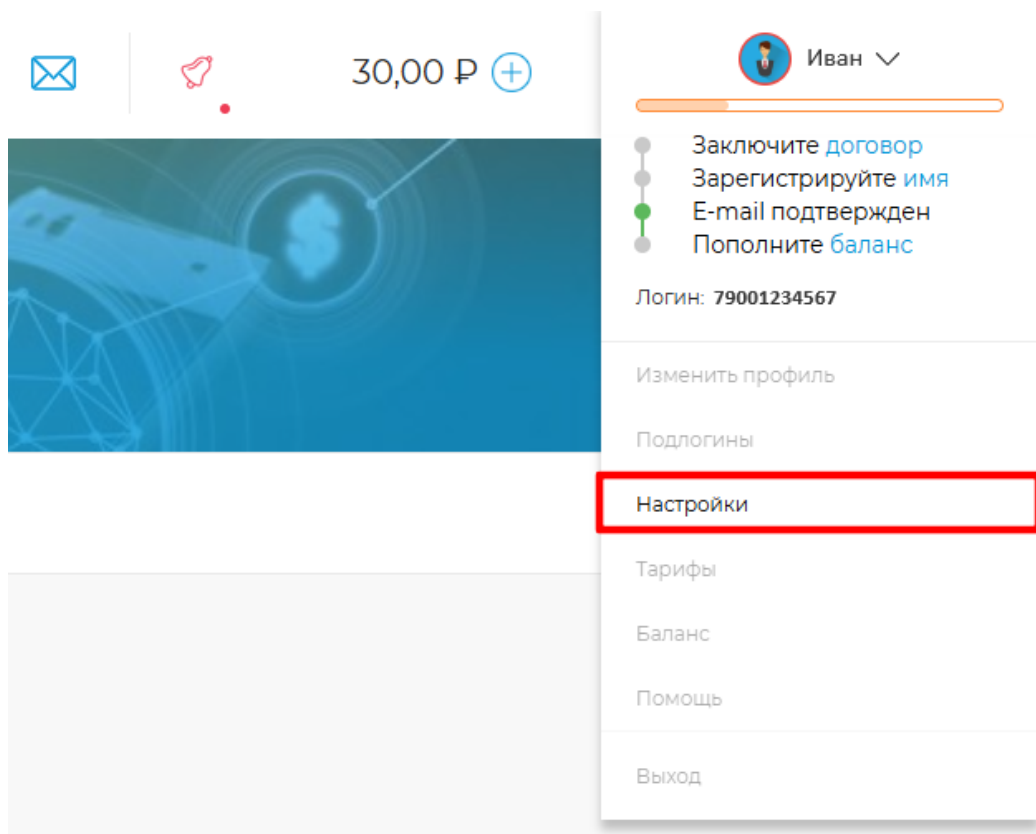 30,00 ₽
Иван
Заключите договор
Зарегистрируйте имя
E-mail подтвержден
Пополните баланс
Логин: 79001234567
Изменить профиль
Подлогины
Настройки
Тарифы
Баланс
Помощь
Выход